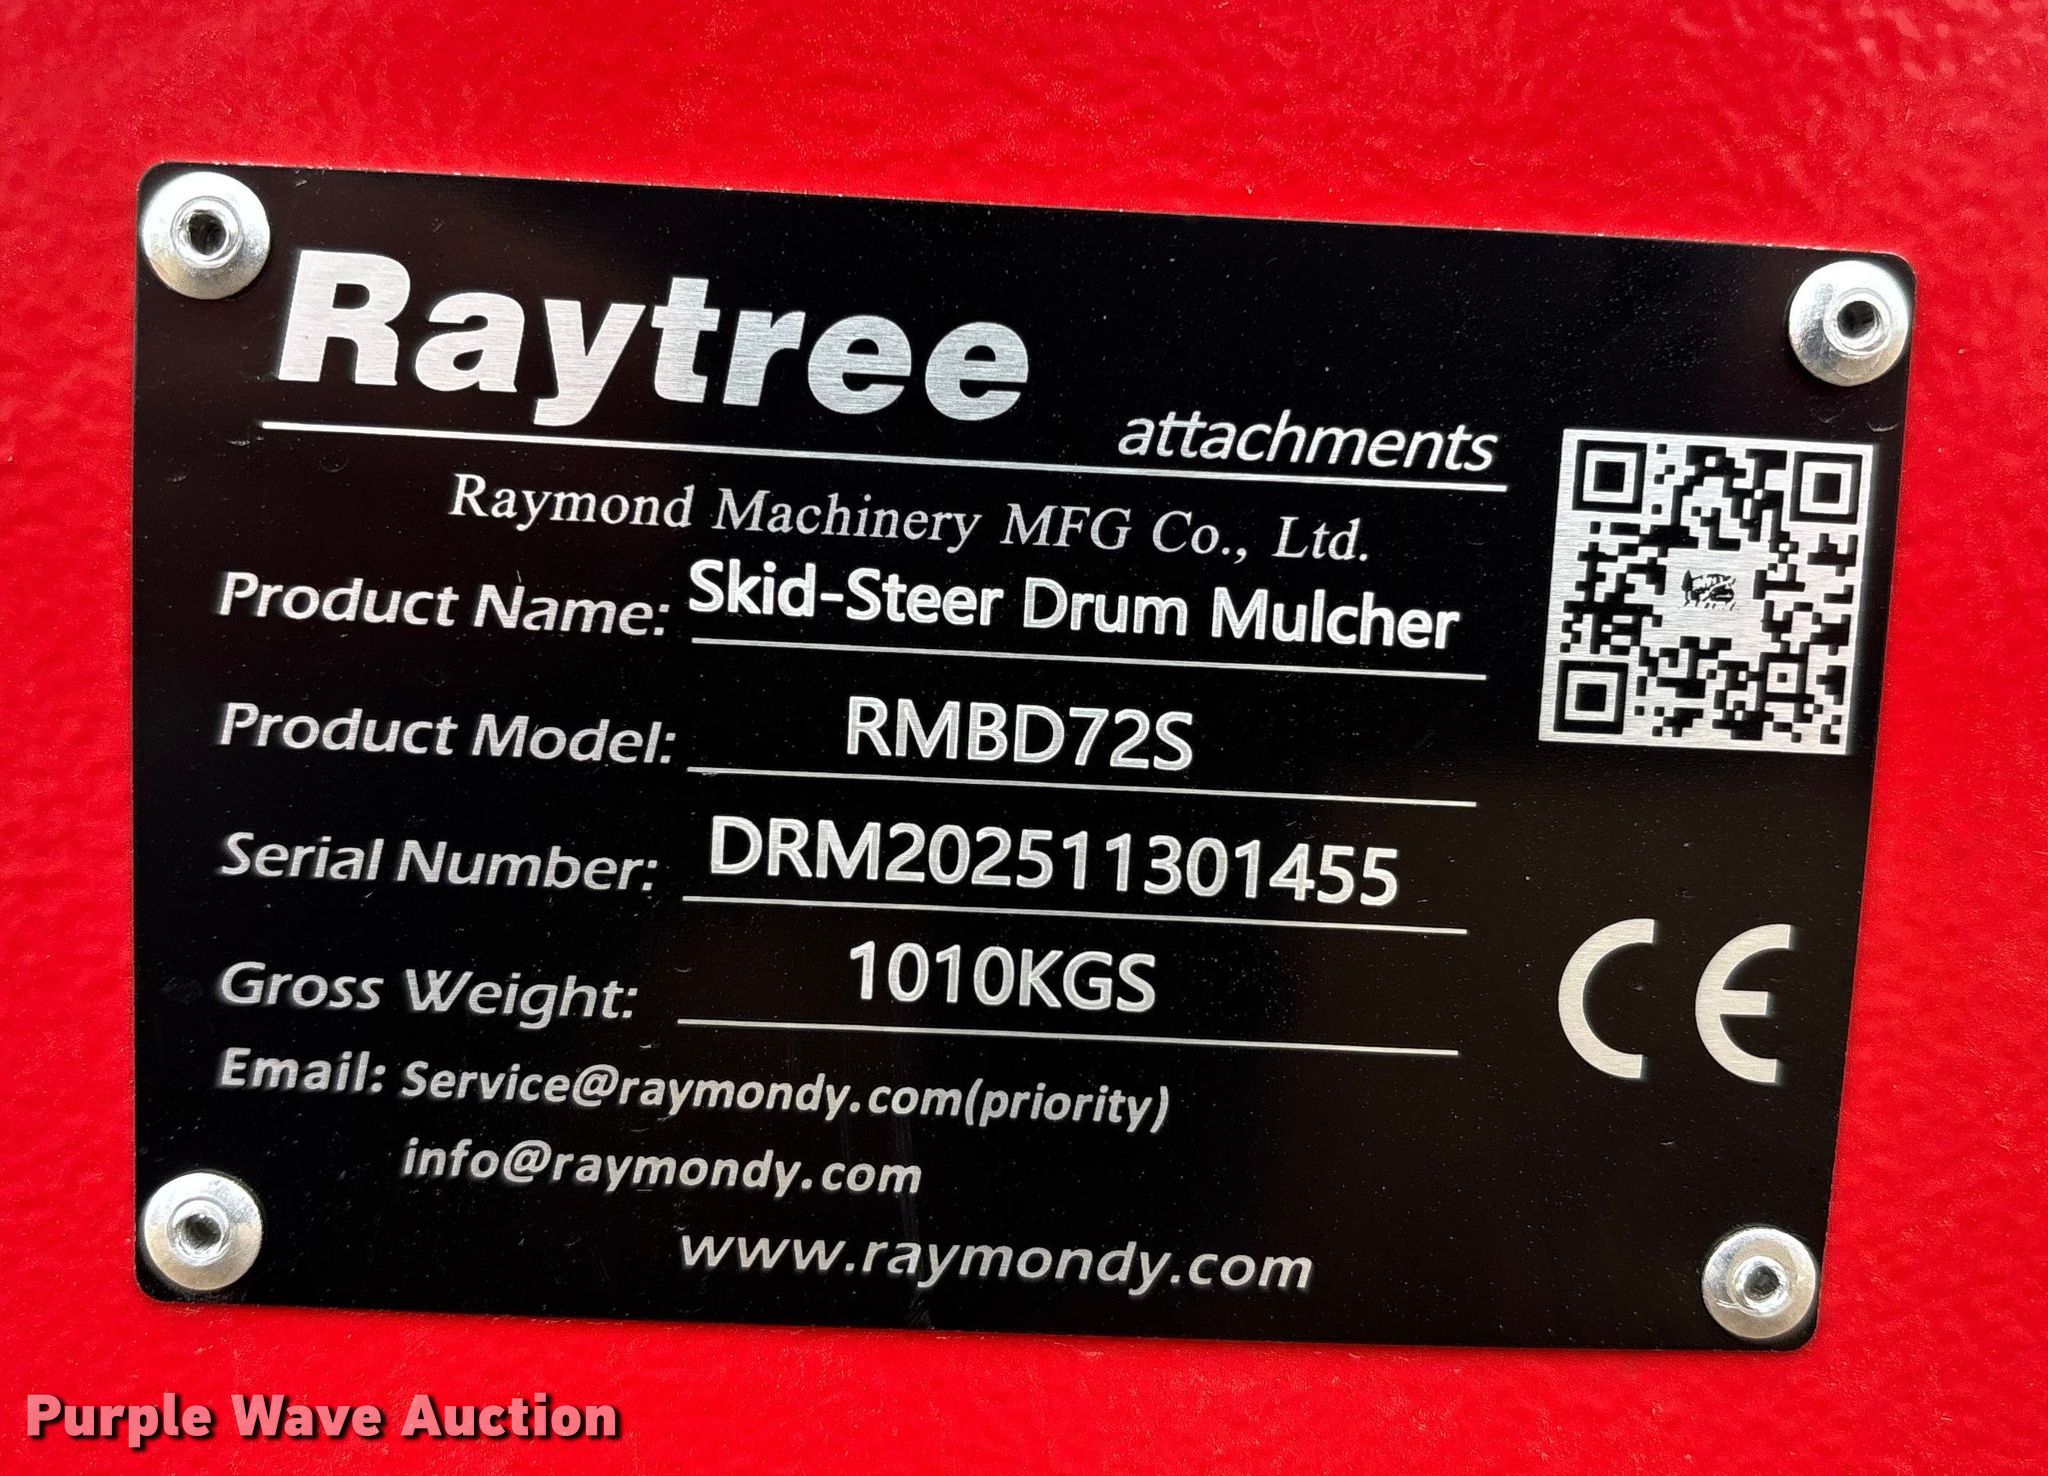 Raytree
attachments
Raymond Machinery MFG Co., Ltd.
Product Name: Skid-Steer Drum Mulcher
Product Model: RMBD72S
Serial Number: DRM202511301455
Gross Weight: 1010KGS
Email: Service@raymondy.com(priority)
info@raymondy.com
www.raymondy.com
CE
Purple Wave Auction